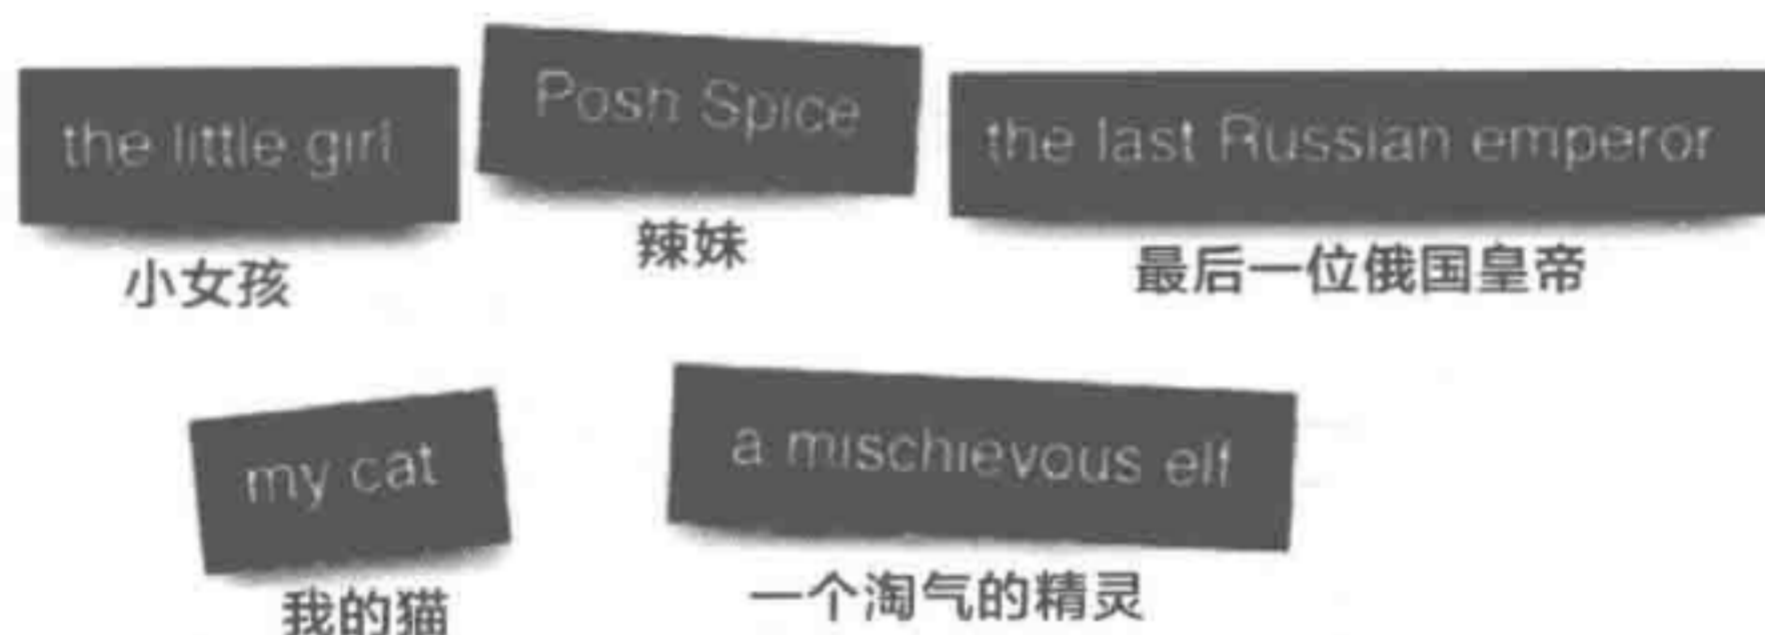 the little girl
小女孩
Posh Spice
辣妹
the last Russian emperor
最后一位俄国皇帝
my cat
我的猫
a mischievous elf
一个淘气的精灵